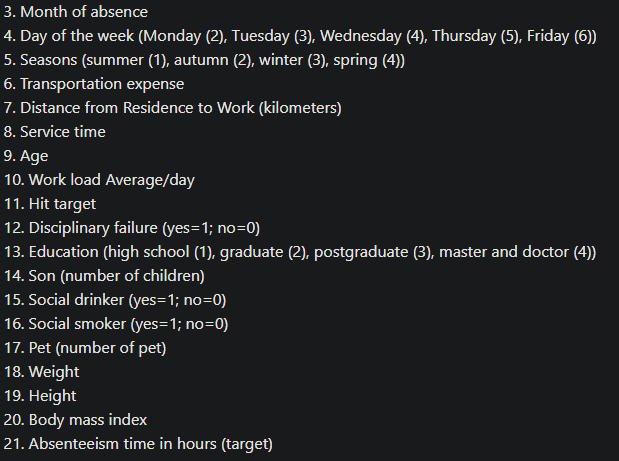 3. Month of absence
4. Day of the week (Monday (2), Tuesday (3), Wednesday (4), Thursday (5), Friday (6))
5. Seasons (summer (1), autumn (2), winter (3), spring (4))
6. Transportation expense
7. Distance from Residence to Work (kilometers)
8. Service time
9. Age
10. Work load Average/day
11. Hit target
12. Disciplinary failure (yes=1; no=0)
13. Education (high school (1), graduate (2), postgraduate (3), master and doctor (4))
14. Son (number of children)
15. Social drinker (yes=1; no=0)
16. Social smoker (yes=1; no=0)
17. Pet (number of pet)
18. Weight
19. Height
20. Body mass index
21. Absenteeism time in hours (target)